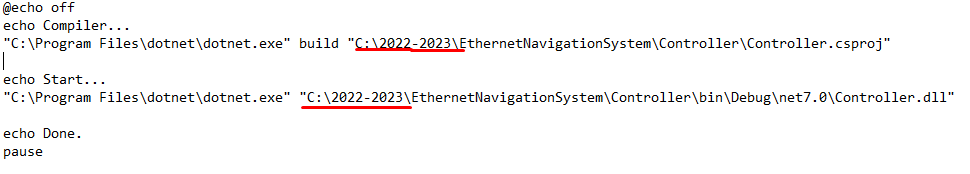 @echo off
echo Compiler...
"C:\Program Files\dotnet\dotnet.exe" build "C:\2022-2023\EthernetNavigationSystem\Controller\Controller.csproj"
echo Start...
"C:\Program Files\dotnet\dotnet.exe" "C:\2022-2023\EthernetNavigationSystem\Controller\bin\Debug\net7.0\Controller.dll"
echo Done.
pause